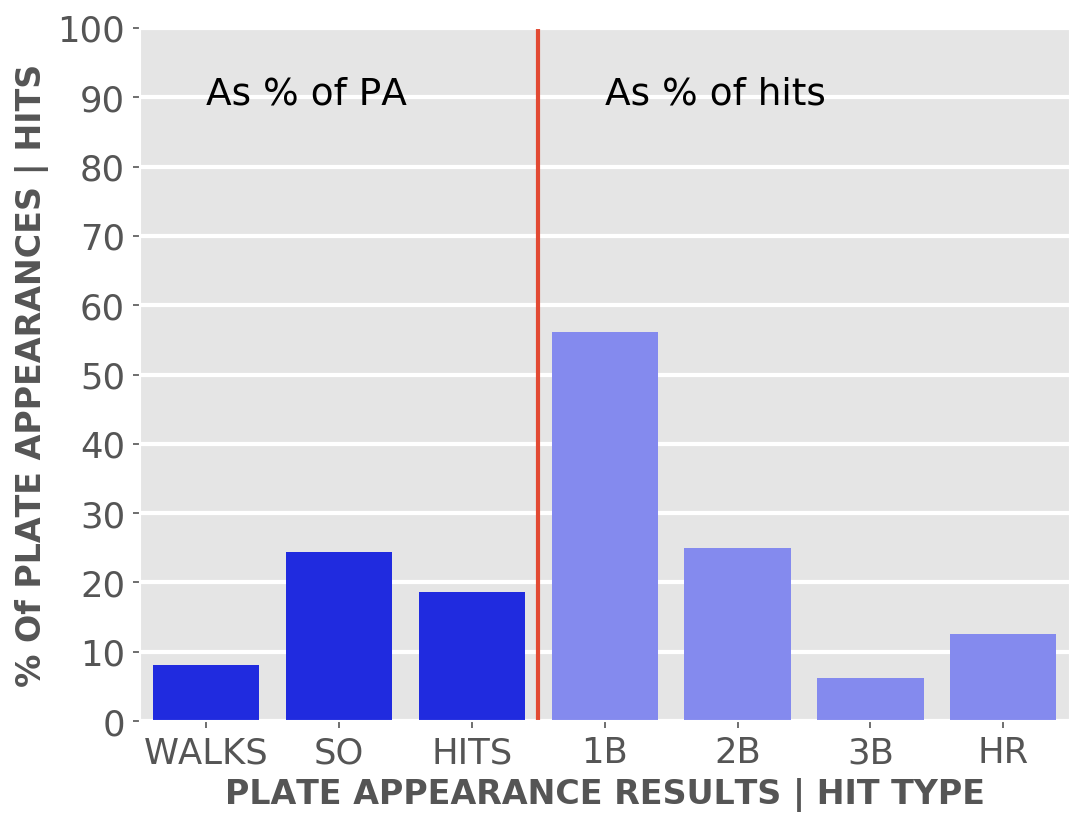 % Of PLATE APPEARANCES | HITS
100
90
80
70
60
50
40
30
20
10
0
As % of PA
As % of hits
WALKS SO HITS 1B 2B 3B HR
PLATE APPEARANCE RESULTS | HIT TYPE